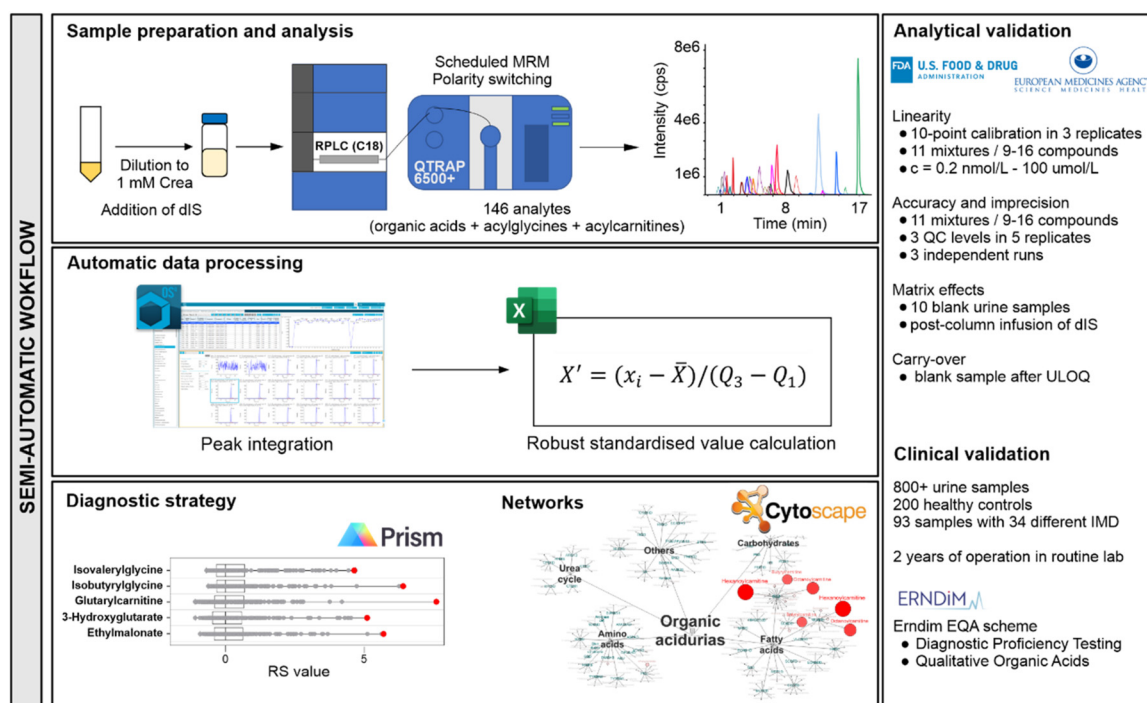 SEMI-AUTOMATIC WOKFLOW
Sample preparation and analysis
Dilution to
1 mM Crea
Addition of dIS
RPLC (C18)
Scheduled MRM
Polarity switching
QTRAP
6500+
146 analytes
(organic acids + acylglycines + acylcarnitines)
Intensity (cps)
8e6
4e6
1e6
1 8 17
Time (min)
Automatic data processing
OS
Peak integration
X
X′ = (xᵢ − X̄)/(Q₃ − Q₁)
Robust standardised value calculation
Diagnostic strategy
Prism
Isovalerylglycine
Isobutyrylglycine
Glutarylcarnitine
3-Hydroxyglutarate
Ethylmalonate
0 5
RS value
Networks
Cytoscape
Carbohydrates
Others
Urea
cycle
Organic
acidurias
Amino
acids
Fatty
acids
Analytical validation
FDA
U.S. FOOD & DRUG
ADMINISTRATION
EUROPEAN MEDICINES AGENC
SCIENCE MEDICINES HEALT
Linearity
● 10-point calibration in 3 replicates
● 11 mixtures / 9-16 compounds
● c = 0.2 nmol/L - 100 umol/L
Accuracy and imprecision
● 11 mixtures / 9-16 compounds
● 3 QC levels in 5 replicates
● 3 independent runs
Matrix effects
● 10 blank urine samples
● post-column infusion of dIS
Carry-over
● blank sample after ULOQ
Clinical validation
800+ urine samples
200 healthy controls
93 samples with 34 different IMD
2 years of operation in routine lab
ERNDiM
Erndim EQA scheme
● Diagnostic Proficiency Testing
● Qualitative Organic Acids